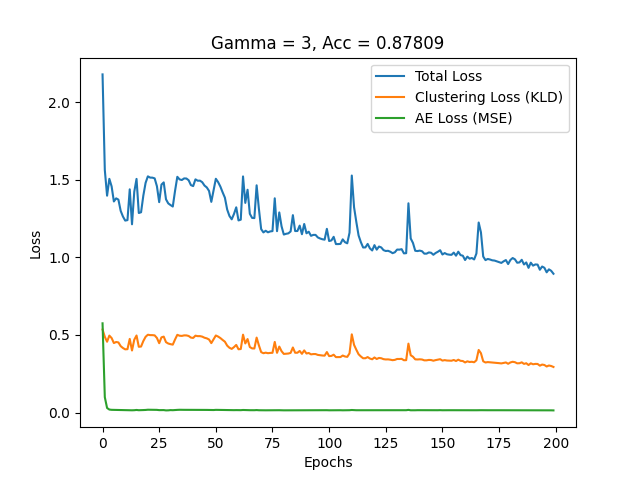 Gamma = 3, Acc = 0.87809
Total Loss
Clustering Loss (KLD)
AE Loss (MSE)
2.0
1.5
1.0
0.5
0.0
Loss
0 25 50 75 100 125 150 175 200
Epochs